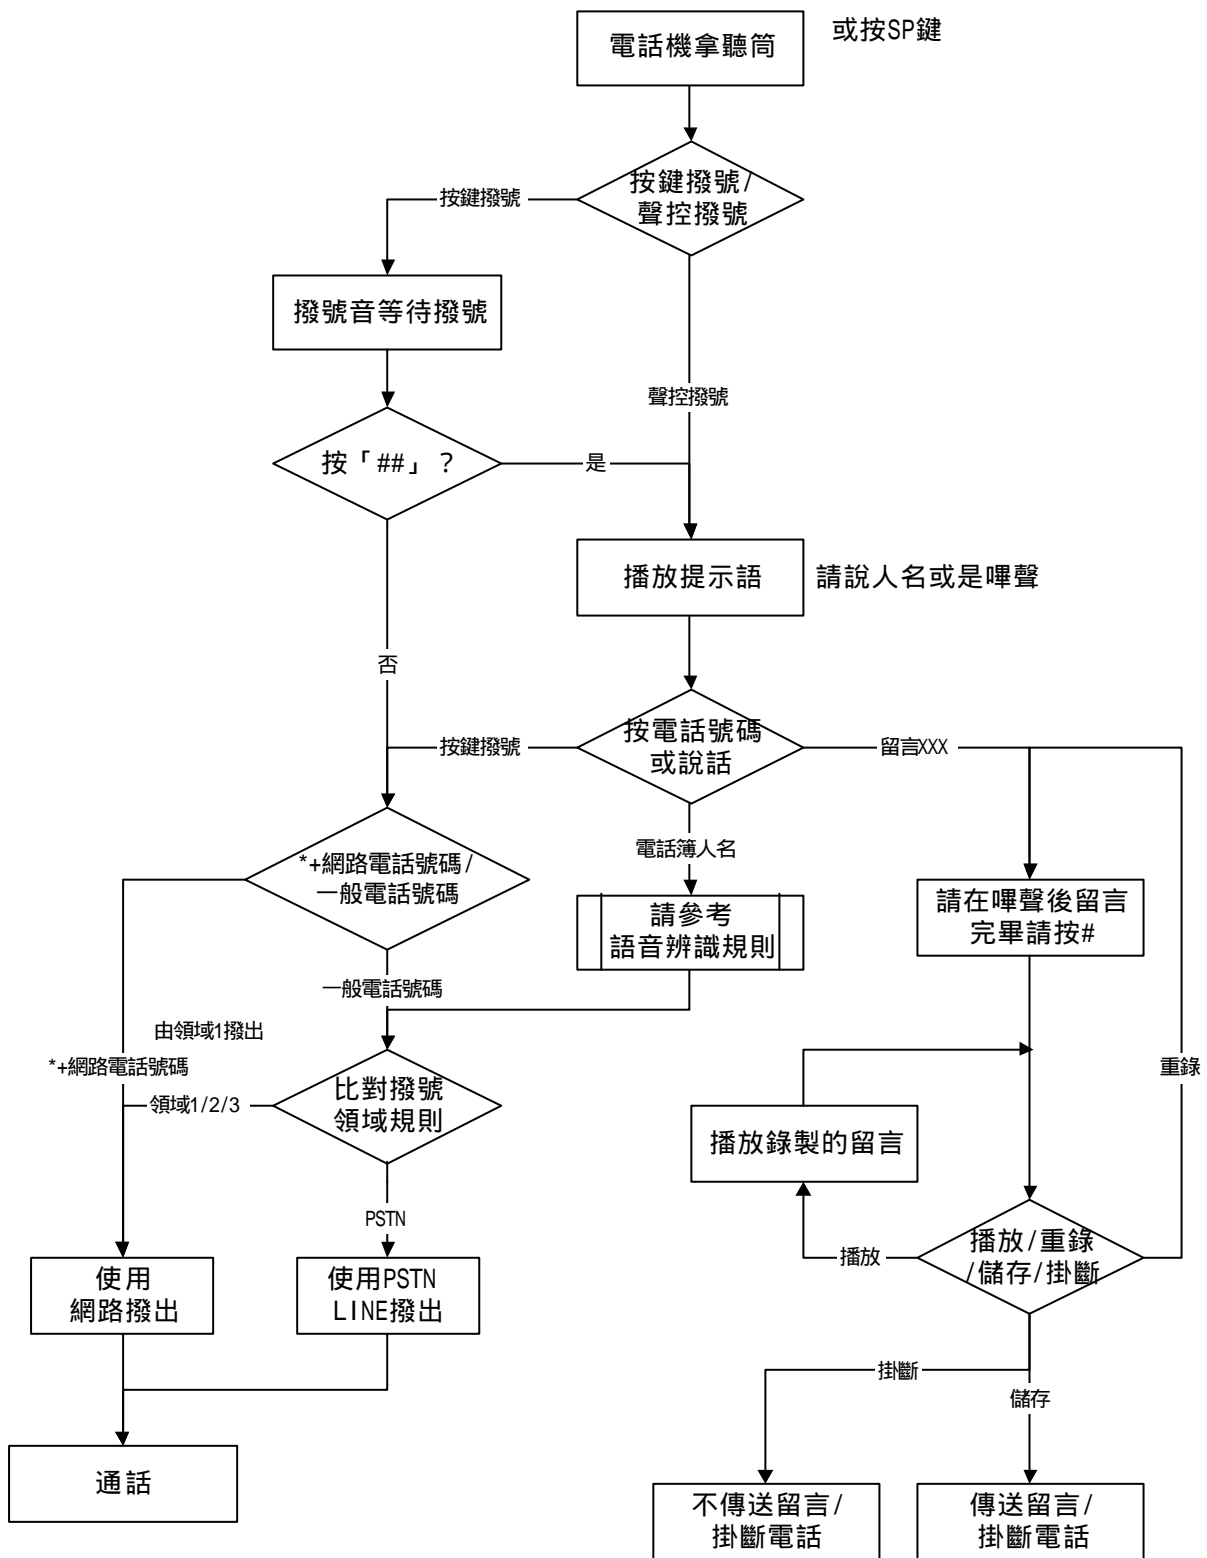 電話機拿聽筒
或按SP鍵
按鍵撥號/
聲控撥號
按鍵撥號
撥號音等待撥號
聲控撥號
按「##」？
是
播放提示語
請說人名或是嗶聲
否
按電話號碼
或說話
按鍵撥號
留言XXX
電話簿人名
*+網路電話號碼/
一般電話號碼
請參考
語音辨識規則
請在嗶聲後留言
完畢請按#
一般電話號碼
由領域1撥出
*+網路電話號碼
重錄
比對撥號
領域規則
領域1/2/3
播放錄製的留言
PSTN
播放/重錄
/儲存/掛斷
播放
使用
網路撥出
使用PSTN
LINE撥出
掛斷
儲存
通話
不傳送留言/
掛斷電話
傳送留言/
掛斷電話